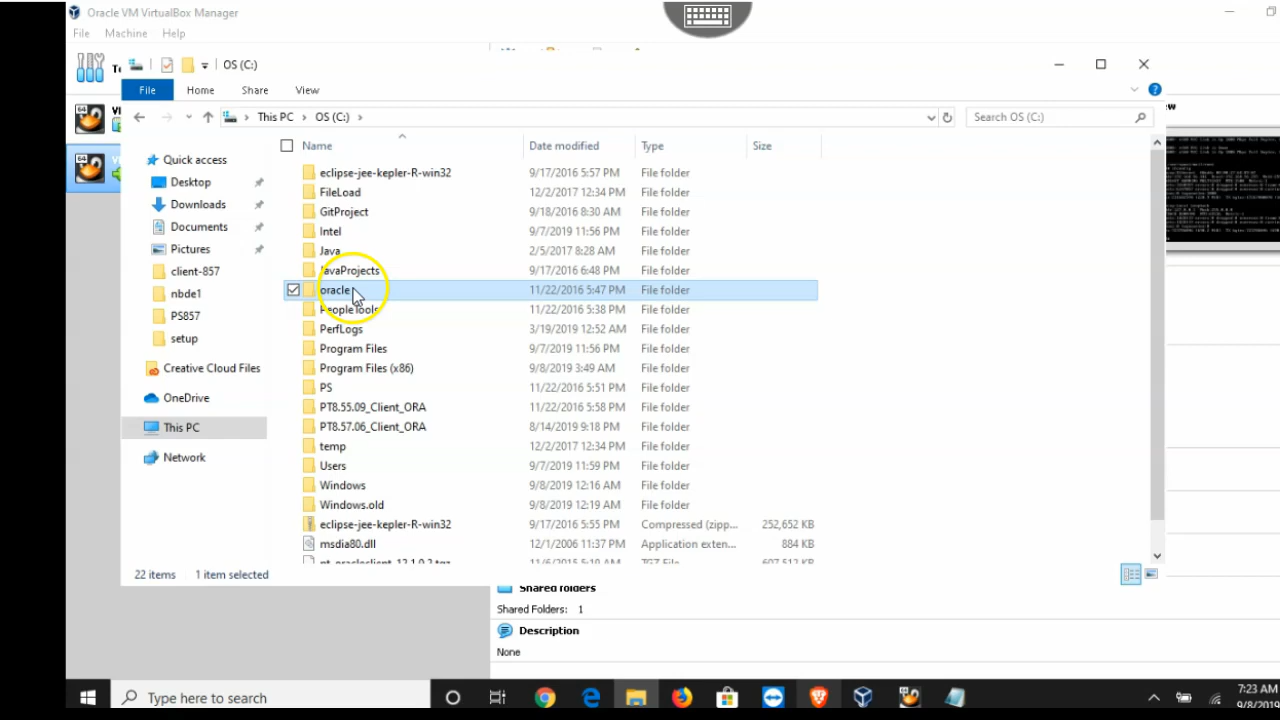 Oracle VM VirtualBox Manager
File Machine Help
OS (C:)
File Home Share View
This PC OS (C:)
Search OS (C:)
Name Date modified Type Size
Quick access
Desktop
Downloads
Documents
Pictures
client-857
nbde1
PS857
setup
Creative Cloud Files
OneDrive
This PC
Network
eclipse-jee-kepler-R-win32 9/17/2016 5:57 PM File folder
FileLoad 2/5/2017 12:34 PM File folder
GitProject 9/18/2016 8:30 AM File folder
Intel 9/7/2019 11:56 PM File folder
Java 2/5/2017 8:28 AM File folder
JavaProjects 9/17/2016 6:48 PM File folder
oracle 11/22/2016 5:47 PM File folder
PeopleTools 11/22/2016 5:38 PM File folder
PerfLogs 3/19/2019 12:52 AM File folder
Program Files 9/7/2019 11:56 PM File folder
Program Files (x86) 9/8/2019 3:49 AM File folder
PS 11/22/2016 5:51 PM File folder
PT8.55.09_Client_ORA 11/22/2016 5:58 PM File folder
PT8.57.06_Client_ORA 8/14/2019 9:18 PM File folder
temp 12/2/2017 12:34 PM File folder
Users 9/7/2019 11:59 PM File folder
Windows 9/8/2019 12:16 AM File folder
Windows.old 9/8/2019 12:19 AM File folder
eclipse-jee-kepler-R-win32 9/17/2016 5:55 PM Compressed (zipp... 252,652 KB
msdia80.dll 12/1/2006 11:37 PM Application exten... 884 KB
22 items 1 item selected
Shared folders
Shared Folders: 1
Description
None
Type here to search
7:23 AM
9/8/2019